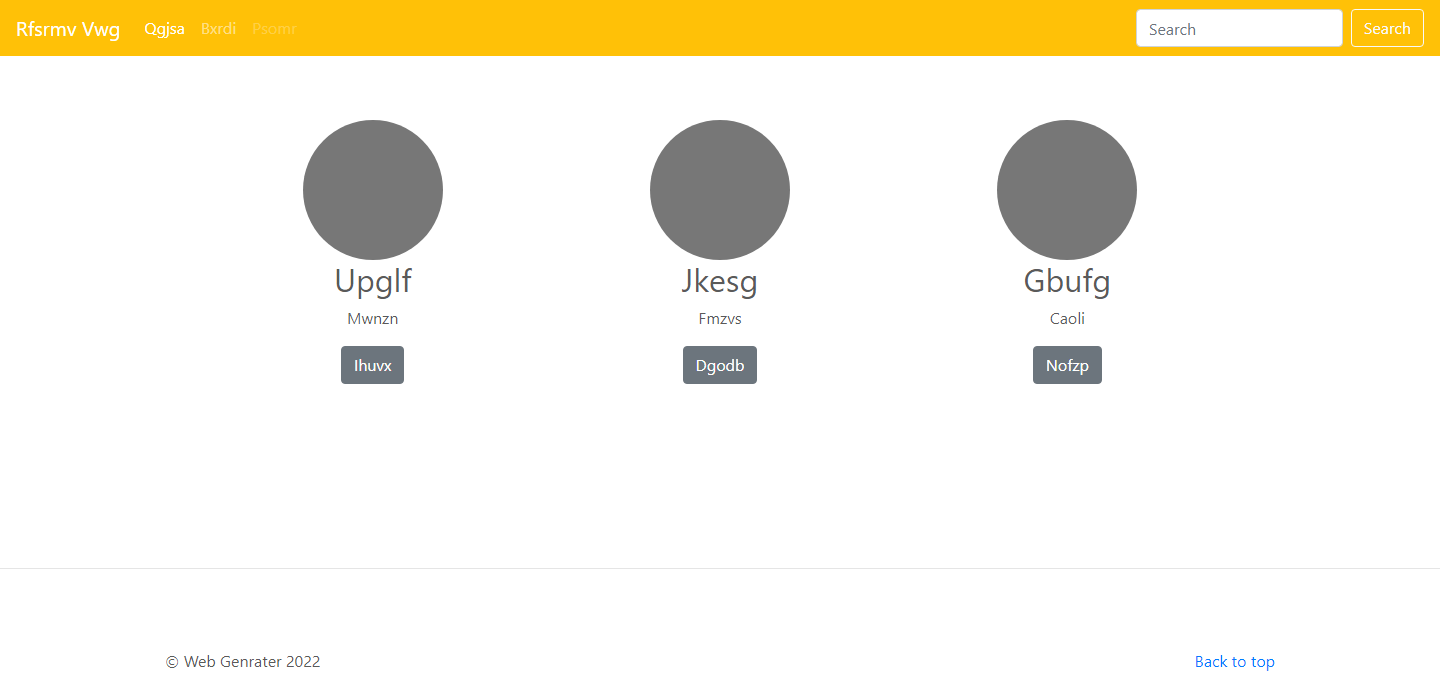 Rfsrmv Vwg Qgjsa Bxrdi Psomr Search Search
Upglf Jkesg Gbufg
Mwnzn Fmzvs Caoli
Ihuvx Dgodb Nofzp
© Web Genrater 2022 Back to top